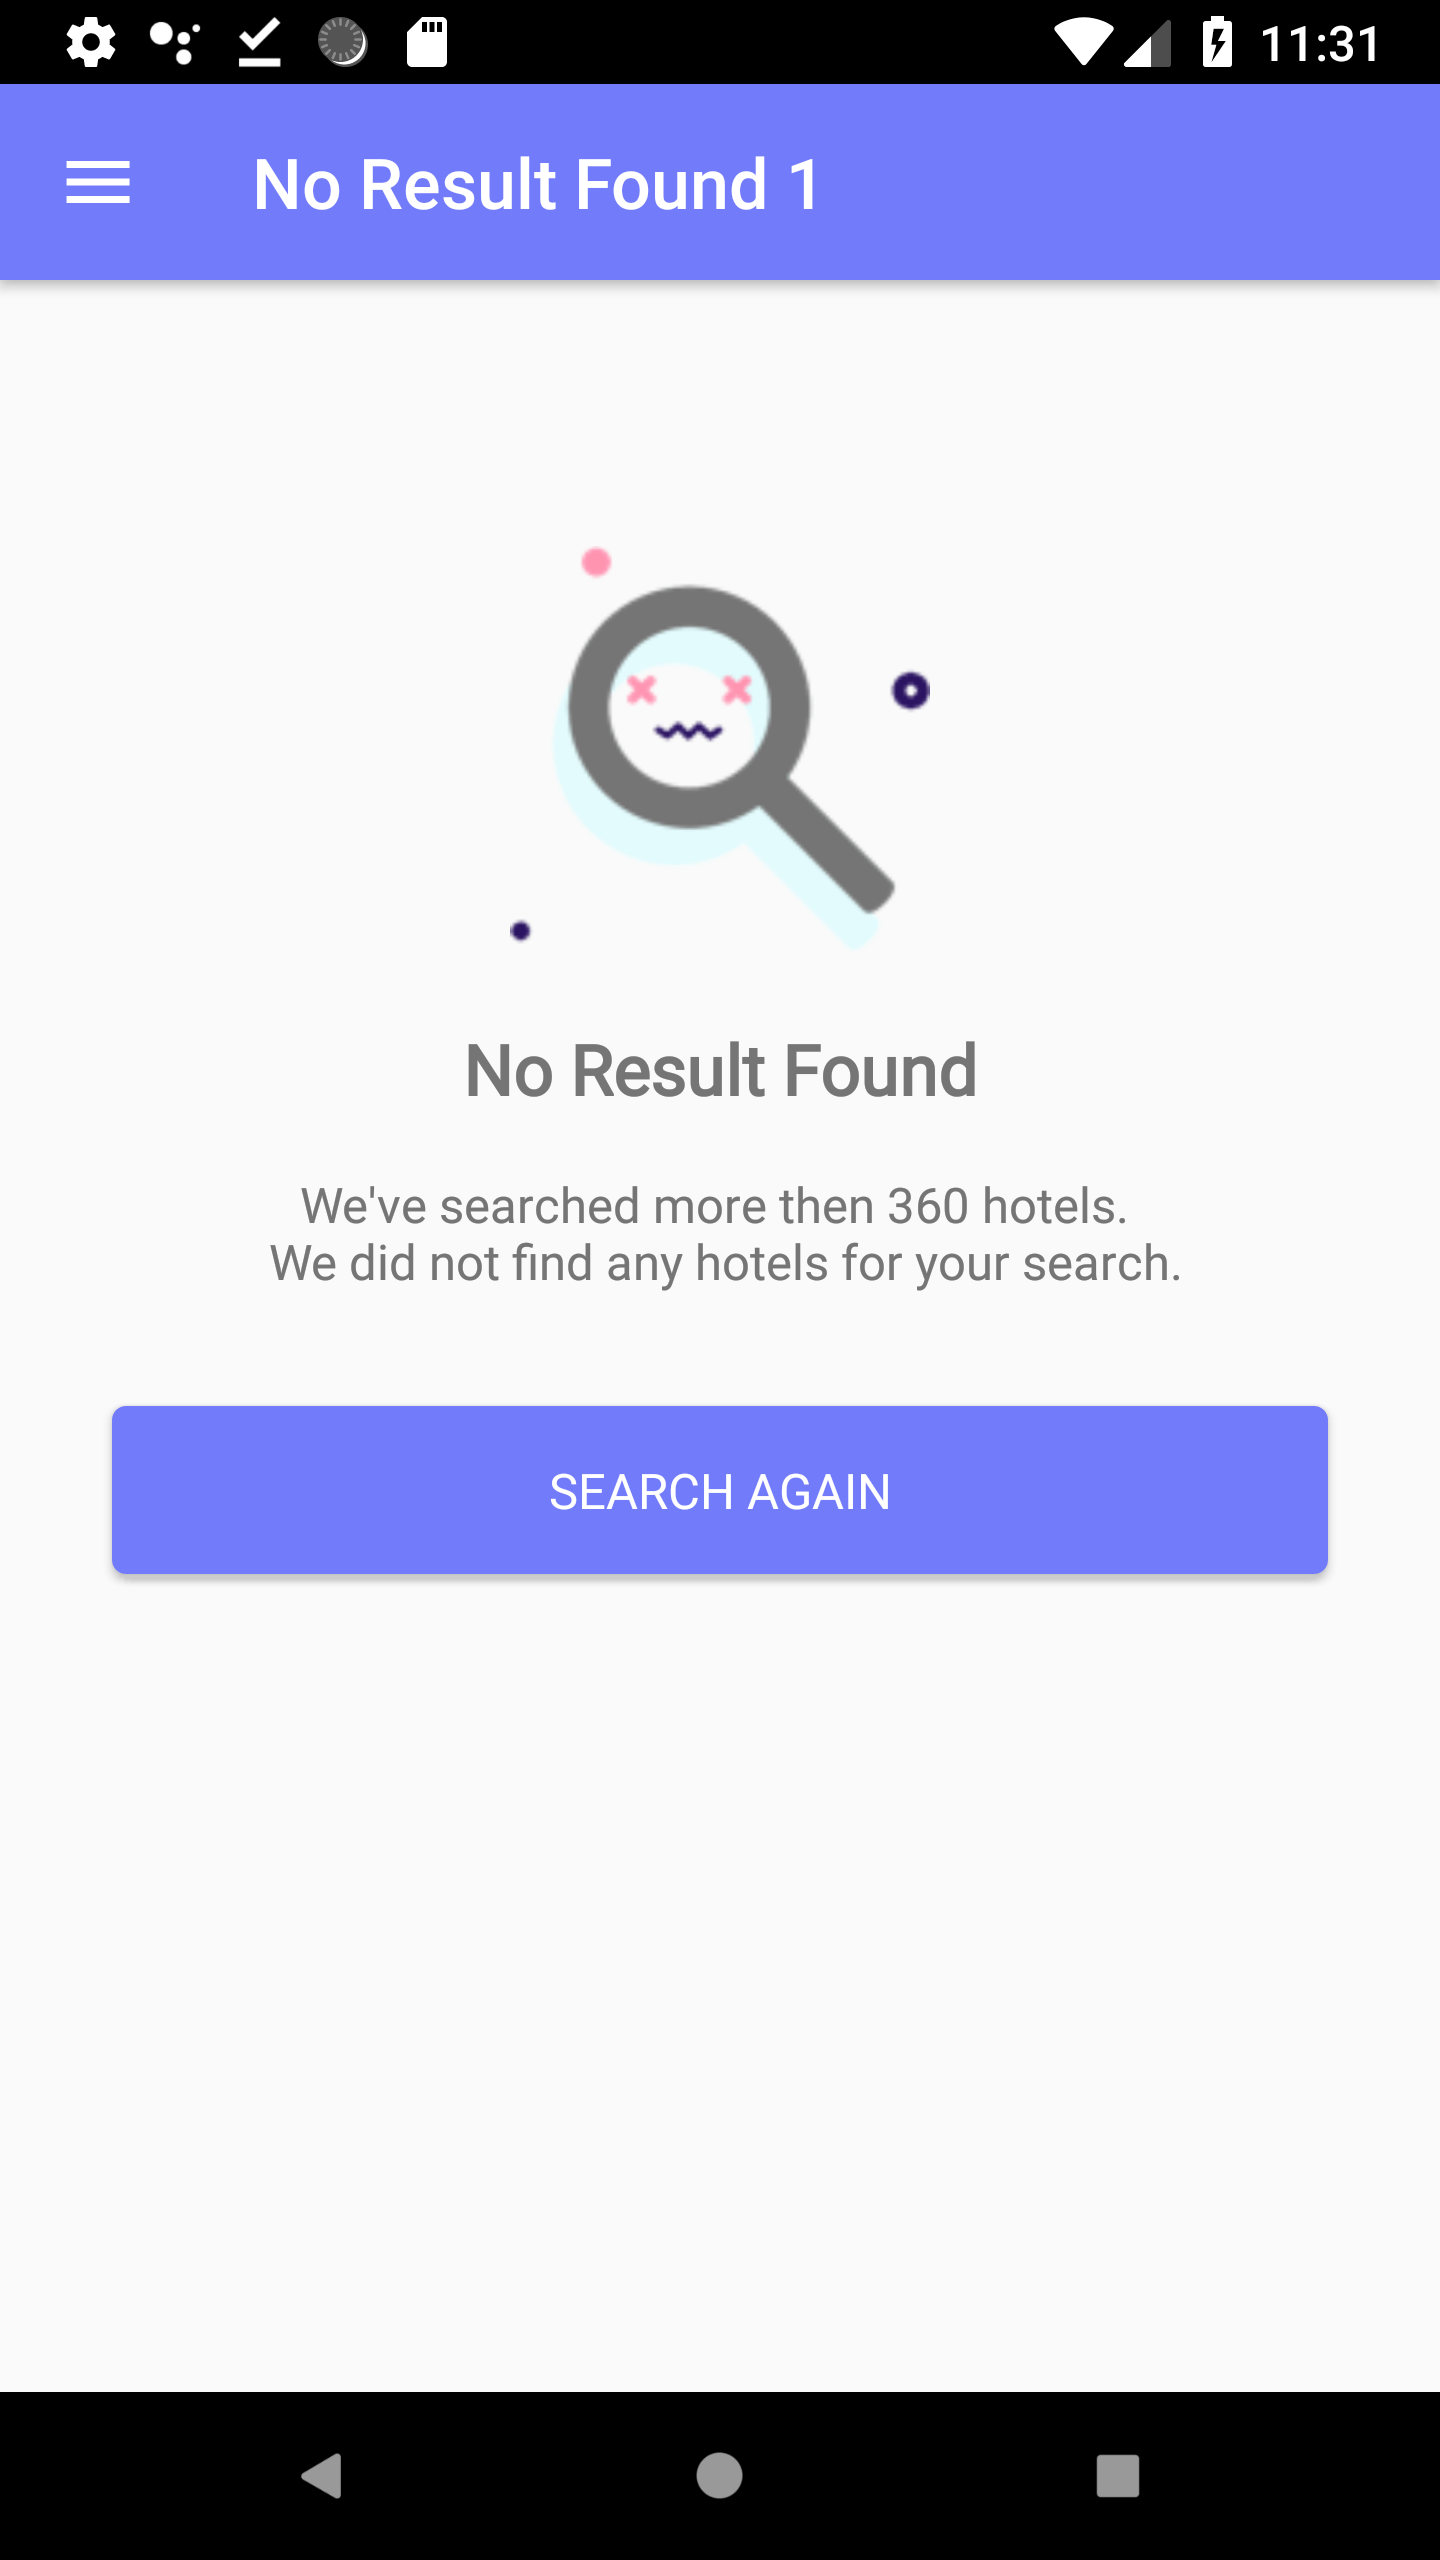 11:31
No Result Found 1
No Result Found
We've searched more then 360 hotels.
We did not find any hotels for your search.
SEARCH AGAIN